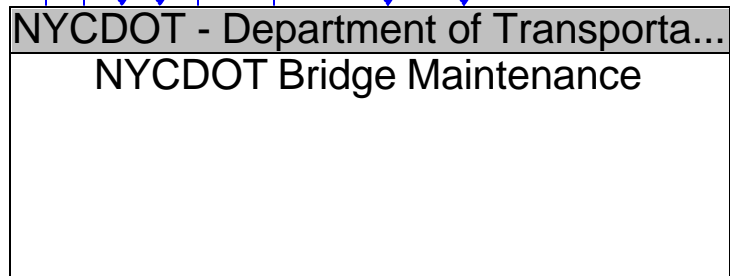 NYCDOT - Department of Transporta...
NYCDOT Bridge Maintenance